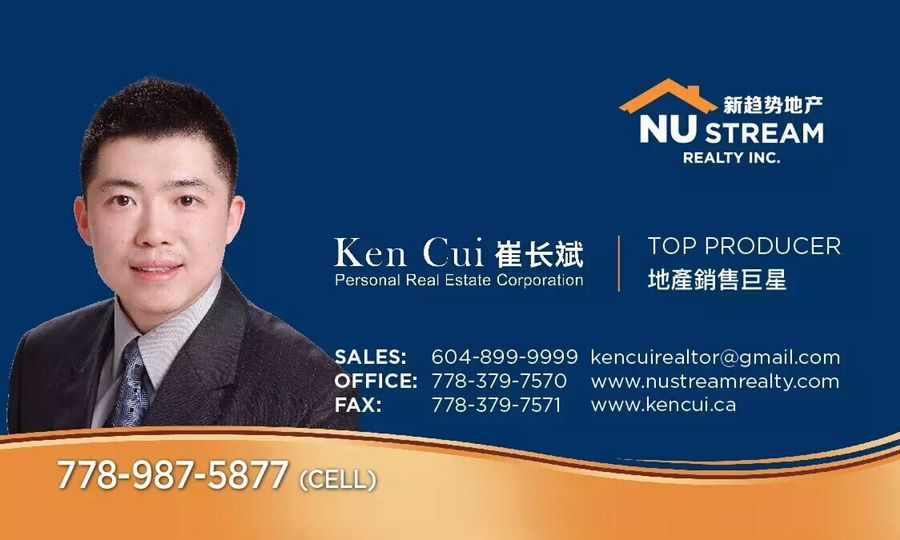 新趋势地产
NU STREAM
REALTY INC.
Ken Cui 崔长斌
Personal Real Estate Corporation
TOP PRODUCER
地產銷售巨星
SALES: 604-899-9999 kencuirealtor@gmail.com
OFFICE: 778-379-7570 www.nustreamrealty.com
FAX: 778-379-7571 www.kencui.ca
778-987-5877 (CELL)